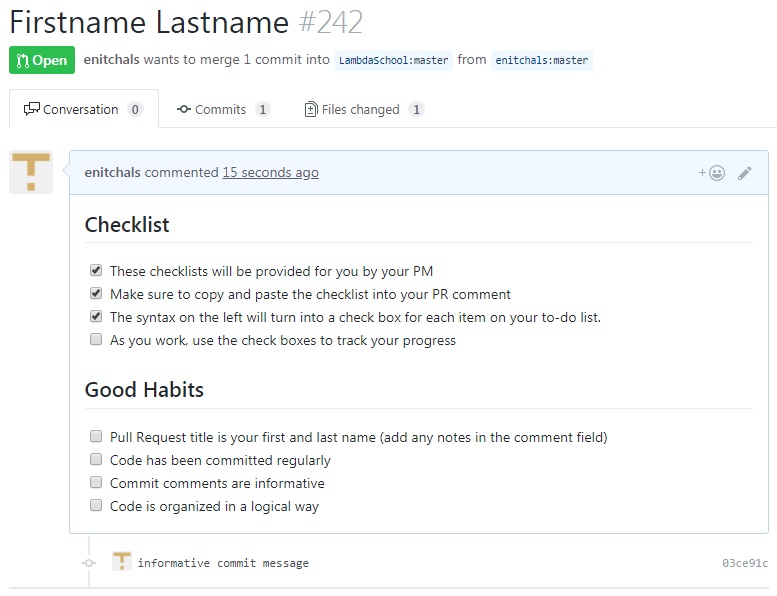 Firstname Lastname #242
Open enitchals wants to merge 1 commit into LambdaSchool:master from enitchals:master
Conversation 0 Commits 1 Files changed 1
enitchals commented 15 seconds ago
Checklist
These checklists will be provided for you by your PM
Make sure to copy and paste the checklist into your PR comment
The syntax on the left will turn into a check box for each item on your to-do list.
As you work, use the check boxes to track your progress
Good Habits
Pull Request title is your first and last name (add any notes in the comment field)
Code has been committed regularly
Commit comments are informative
Code is organized in a logical way
informative commit message 03ce91c